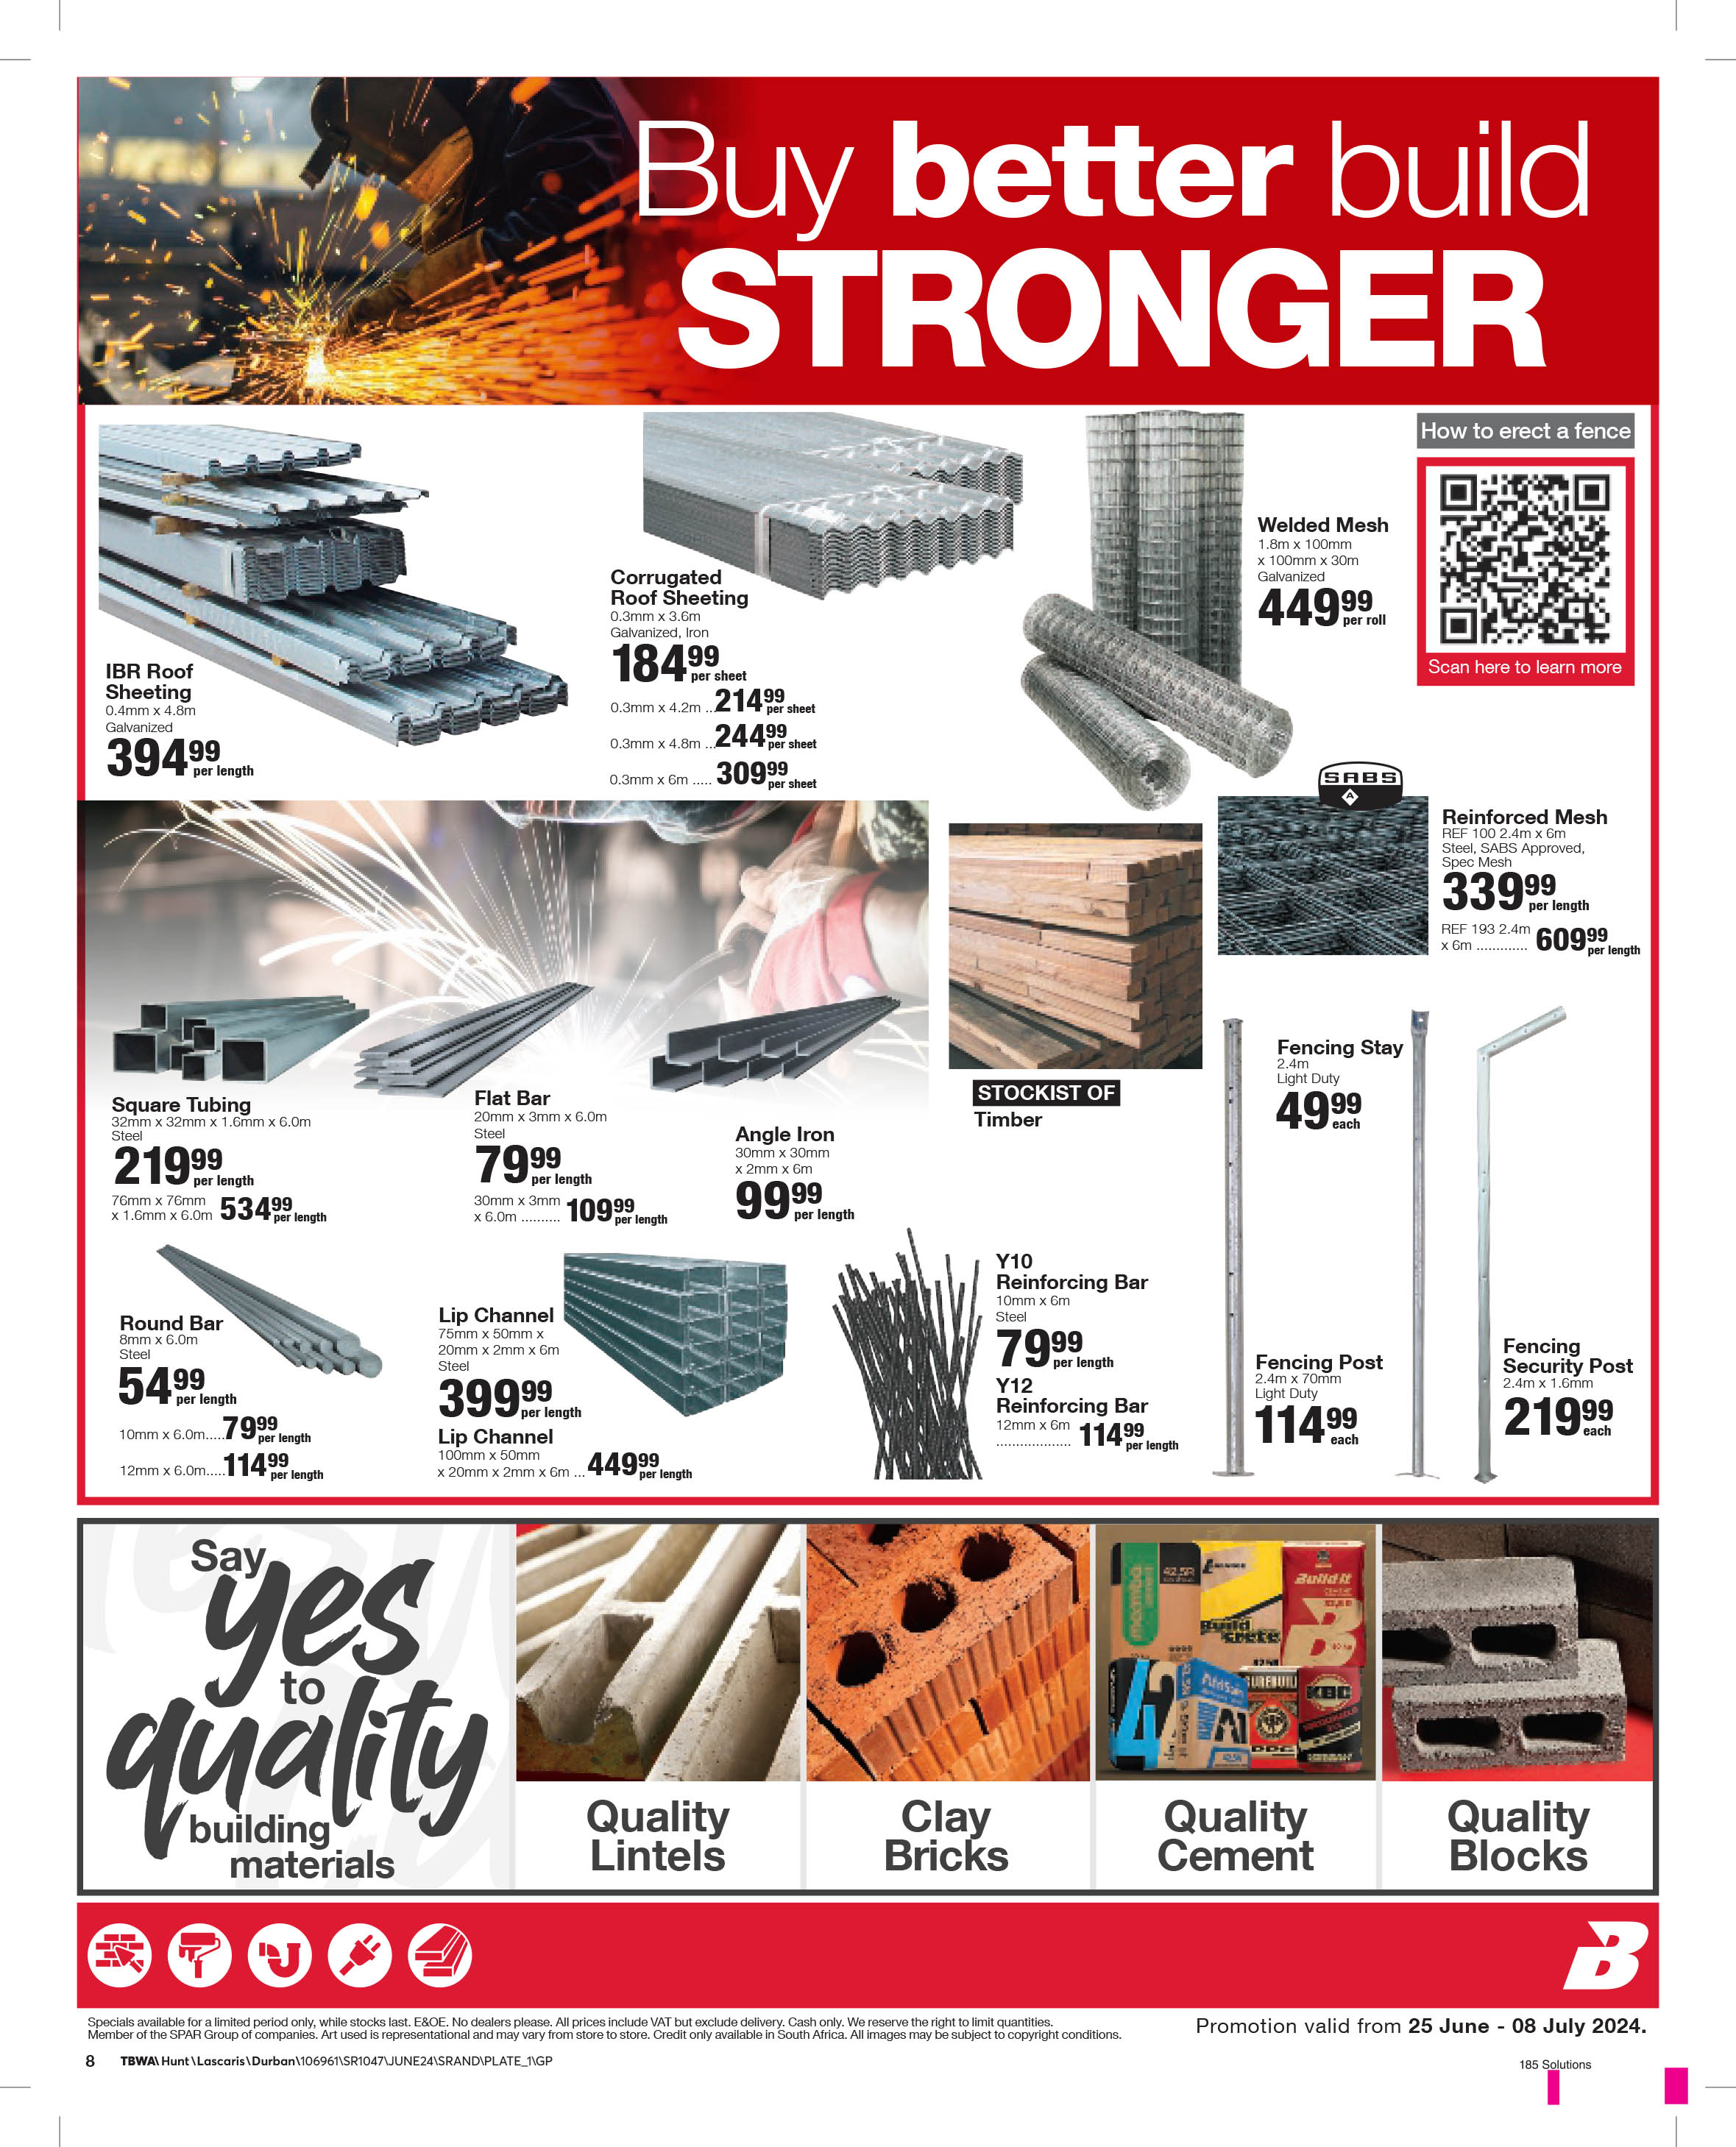 Buy better build
STRONGER
How to erect a fence
Scan here to learn more
IBR Roof
Sheeting
0.4mm x 4.8m
Galvanized
39499
per length
Corrugated
Roof Sheeting
0.3mm x 3.6m
Galvanized, Iron
18499
per sheet
0.3mm x 4.2m ..21499 per sheet
0.3mm x 4.8m ...24499 per sheet
0.3mm x 6m ..... 30999 per sheet
Welded Mesh
1.8m x 100mm
x 100mm x 30m
Galvanized
44999
per roll
SABS
A
Reinforced Mesh
REF 100 2.4m x 6m
Steel, SABS Approved,
Spec Mesh
33999
per length
REF 193 2.4m
x 6m ............. 60999 per length
Square Tubing
32mm x 32mm x 1.6mm x 6.0m
Steel
21999
per length
76mm x 76mm
x 1.6mm x 6.0m 53499 per length
Flat Bar
20mm x 3mm x 6.0m
Steel
7999
per length
30mm x 3mm
x 6.0m .......... 10999 per length
Angle Iron
30mm x 30mm
x 2mm x 6m
9999
per length
STOCKIST OF
Timber
Fencing Stay
2.4m
Light Duty
4999
each
Round Bar
8mm x 6.0m
Steel
5499
per length
10mm x 6.0m.....7999 per length
12mm x 6.0m.....11499 per length
Lip Channel
75mm x 50mm x
20mm x 2mm x 6m
Steel
39999
per length
Lip Channel
100mm x 50mm
x 20mm x 2mm x 6m ... 44999 per length
Y10
Reinforcing Bar
10mm x 6m
Steel
7999
per length
Y12
Reinforcing Bar
12mm x 6m
................... 11499 per length
Fencing Post
2.4m x 70mm
Light Duty
11499
each
Fencing
Security Post
2.4m x 1.6mm
21999
each
Say
yes
to
quality
building
materials
42.5R
Build
crete
Build it
CEMENT
B
42
SUREBUILD
PPC
Quality
Lintels
Clay
Bricks
Quality
Cement
Quality
Blocks
B
Specials available for a limited period only, while stocks last. E&OE. No dealers please. All prices include VAT but exclude delivery. Cash only. We reserve the right to limit quantities.
Member of the SPAR Group of companies. Art used is representational and may vary from store to store. Credit only available in South Africa. All images may be subject to copyright conditions.
Promotion valid from 25 June - 08 July 2024.
8 TBWA\Hunt\Lascaris\Durban\106961\SR1047\JUNE24\SRAND\PLATE_1\GP
185 Solutions